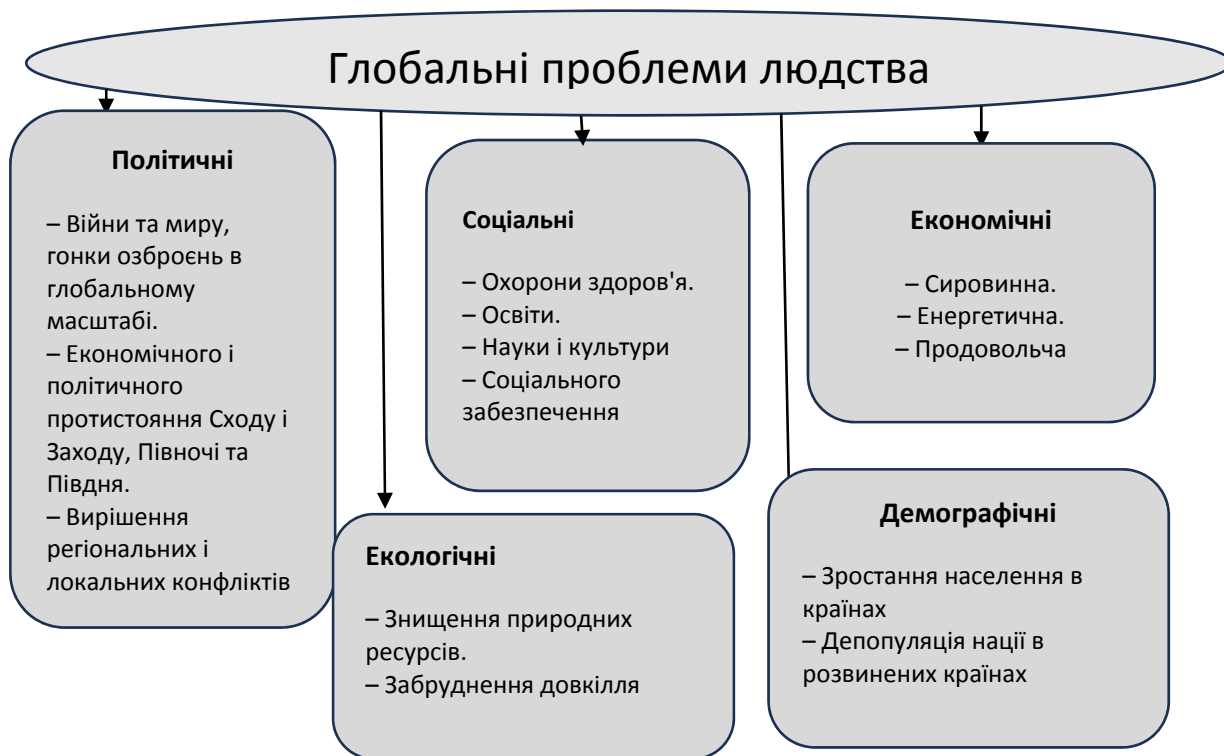 Глобальні проблеми людства
Політичні
– Війни та миру,
гонки озброєнь в
глобальному
масштабі.
– Економічного і
політичного
протистояння Сходу і
Заходу, Півночі та
Півдня.
– Вирішення
регіональних і
локальних конфліктів
Соціальні
– Охорони здоров'я.
– Освіти.
– Науки і культури
– Соціального
забезпечення
Економічні
– Сировинна.
– Енергетична.
– Продовольча
Екологічні
– Знищення природних
ресурсів.
– Забруднення довкілля
Демографічні
– Зростання населення в
країнах
– Депопуляція нації в
розвинених країнах